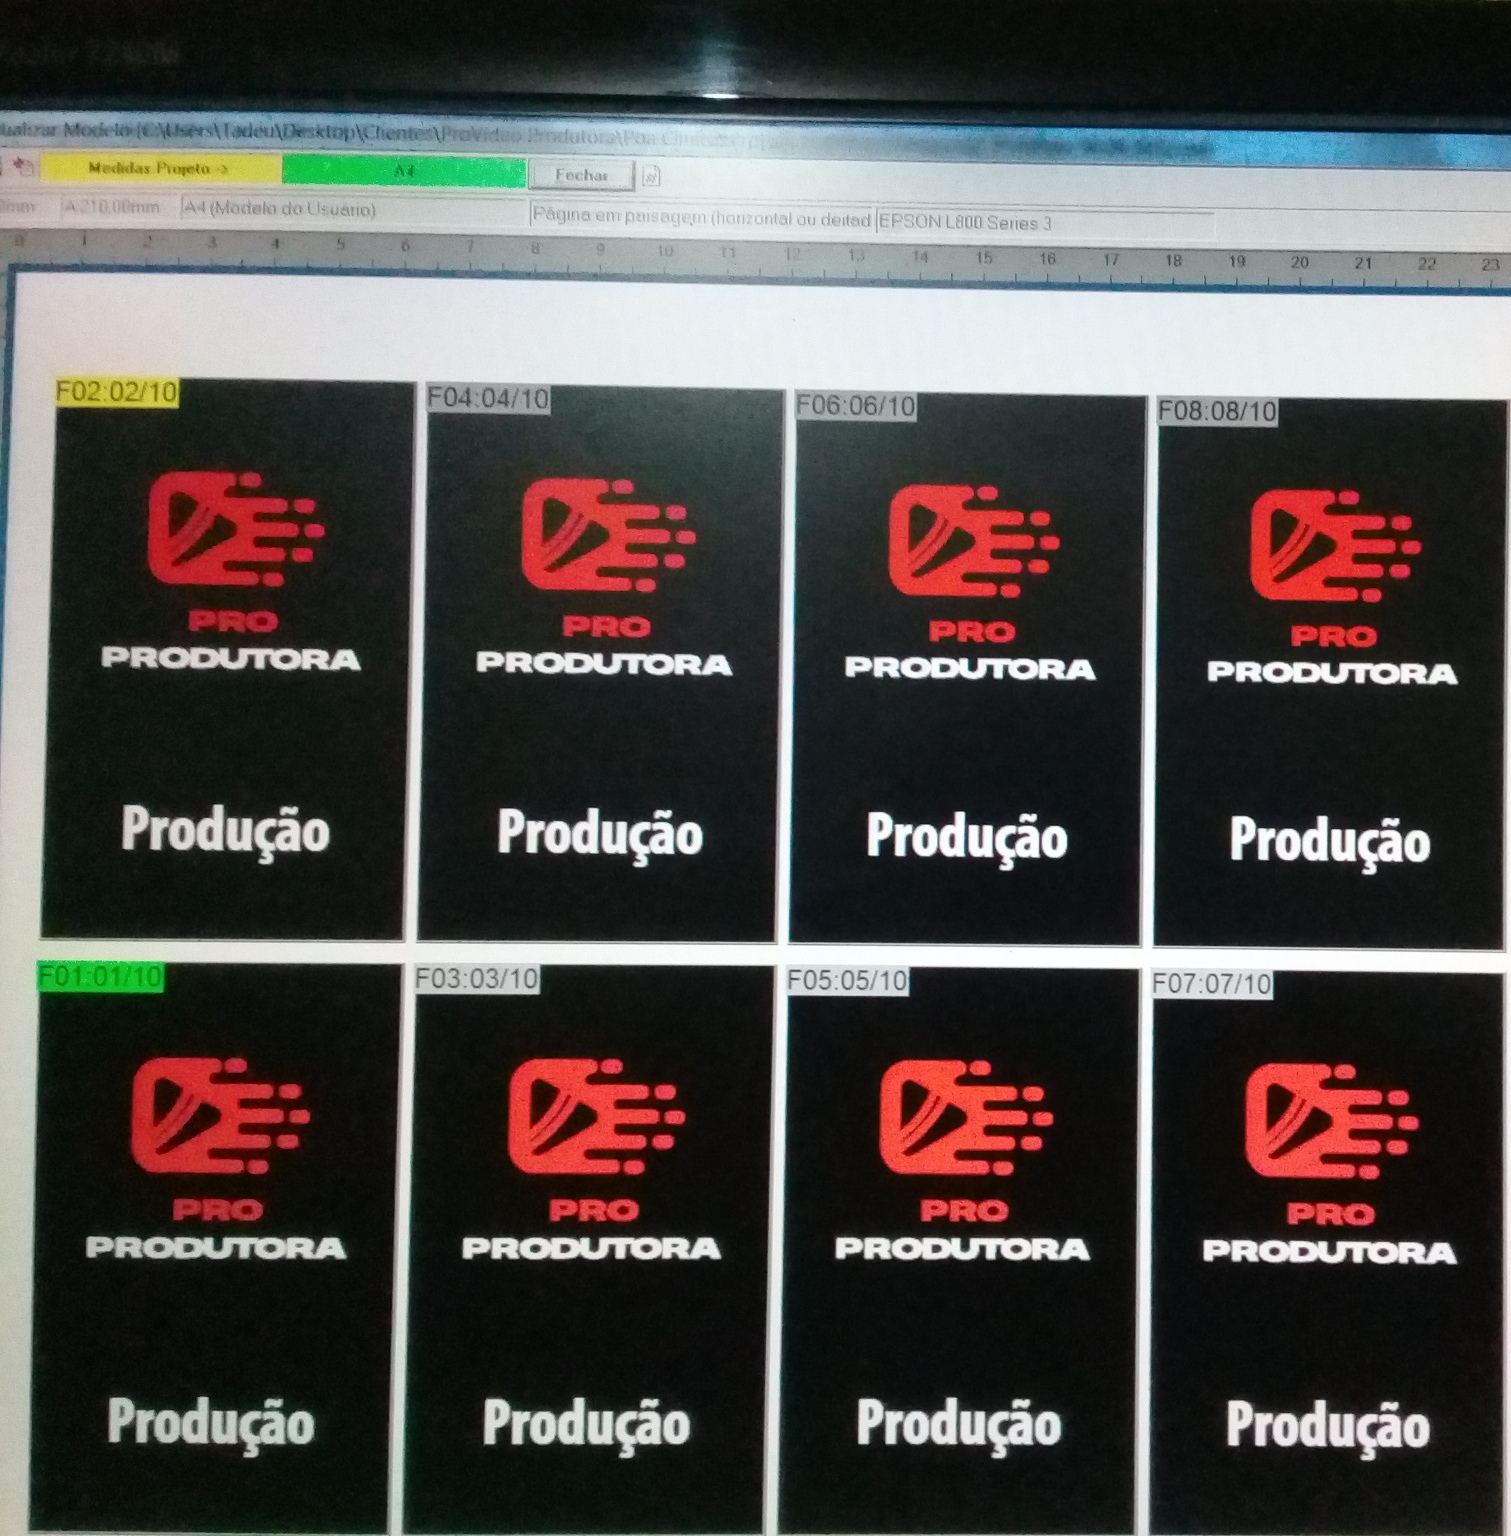 ualizar Modelo [C:\Users\Tadeu\Desktop\Clientes\ProVideo Produtora\Poa
Medidas Projeto -> A4 Fechar
0mm A 210,00mm A4 (Modelo do Usuário) Página em paisagem (horizontal ou deitad EPSON L800 Series 3
0 1 2 3 4 5 6 7 8 9 10 11 12 13 14 15 16 17 18 19 20 21 22 23
F02:02/10 F04:04/10 F06:06/10 F08:08/10
PRO PRO PRO PRO
PRODUTORA PRODUTORA PRODUTORA PRODUTORA
Produção Produção Produção Produção
F01:01/10 F03:03/10 F05:05/10 F07:07/10
PRO PRO PRO PRO
PRODUTORA PRODUTORA PRODUTORA PRODUTORA
Produção Produção Produção Produção